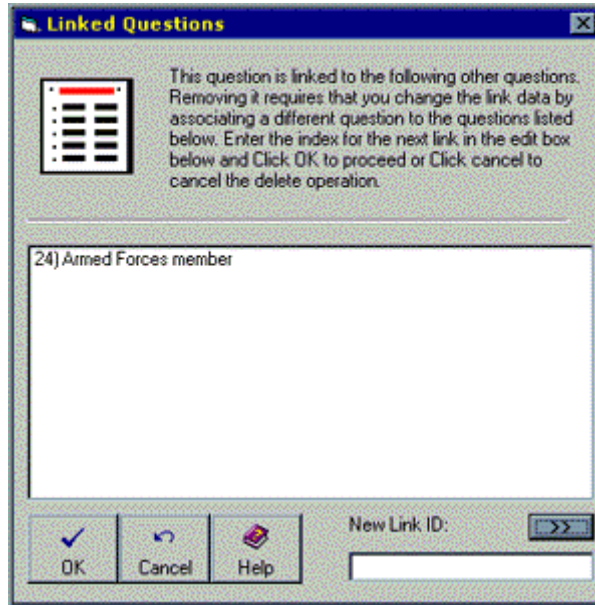 Linked Questions
This question is linked to the following other questions.
Removing it requires that you change the link data by
associating a different question to the questions listed
below. Enter the index for the next link in the edit box
below and Click OK to proceed or Click cancel to
cancel the delete operation.
24) Armed Forces member
New Link ID:
>>
OK
Cancel
Help